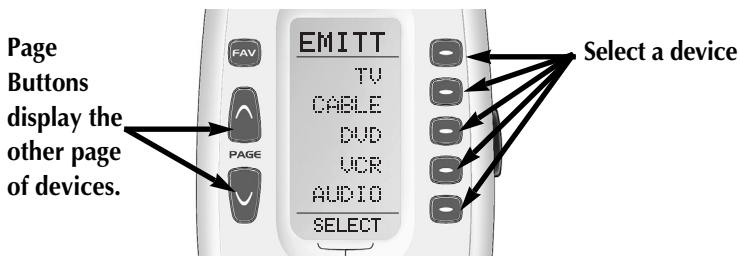 Page
Buttons
display the
other page
of devices.
FAV
PAGE
EMITT
TV
CABLE
DVD
VCR
AUDIO
SELECT
Select a device